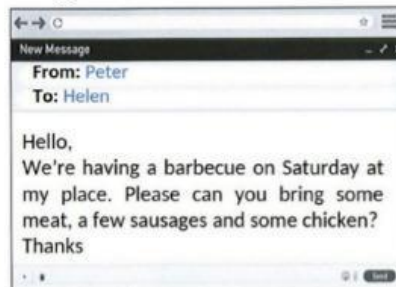 New Message
From: Peter
To: Helen
Hello,
We're having a barbecue on Saturday at
my place. Please can you bring some
meat, a few sausages and some chicken?
Thanks
Send